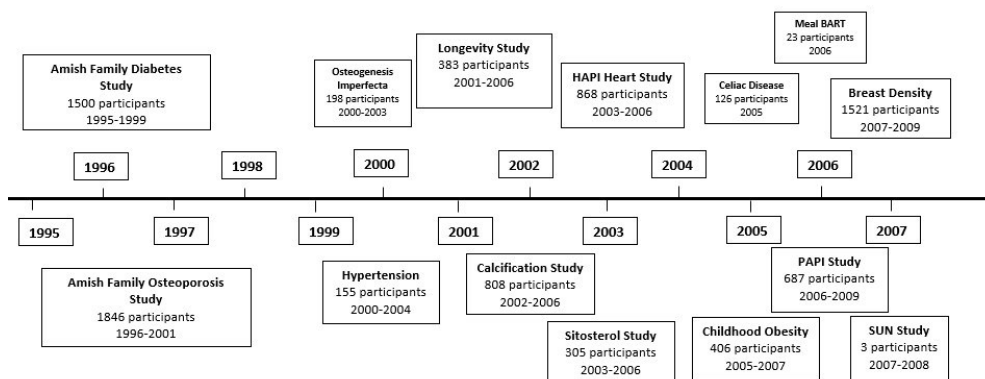 Meal BART
23 participants
2006
Amish Family Diabetes
Study
1500 participants
1995-1999
Osteogenesis
Imperfecta
198 participants
2000-2003
Longevity Study
383 participants
2001-2006
HAPI Heart Study
868 participants
2003-2006
Celiac Disease
126 participants
2005
Breast Density
1521 participants
2007-2009
1996
1998
2000
2002
2004
2006
1995
1997
1999
2001
2003
2005
2007
Amish Family Osteoporosis
Study
1846 participants
1996-2001
Hypertension
155 participants
2000-2004
Calcification Study
808 participants
2002-2006
Sitosterol Study
305 participants
2003-2006
Childhood Obesity
406 participants
2005-2007
PAPI Study
687 participants
2006-2009
SUN Study
3 participants
2007-2008